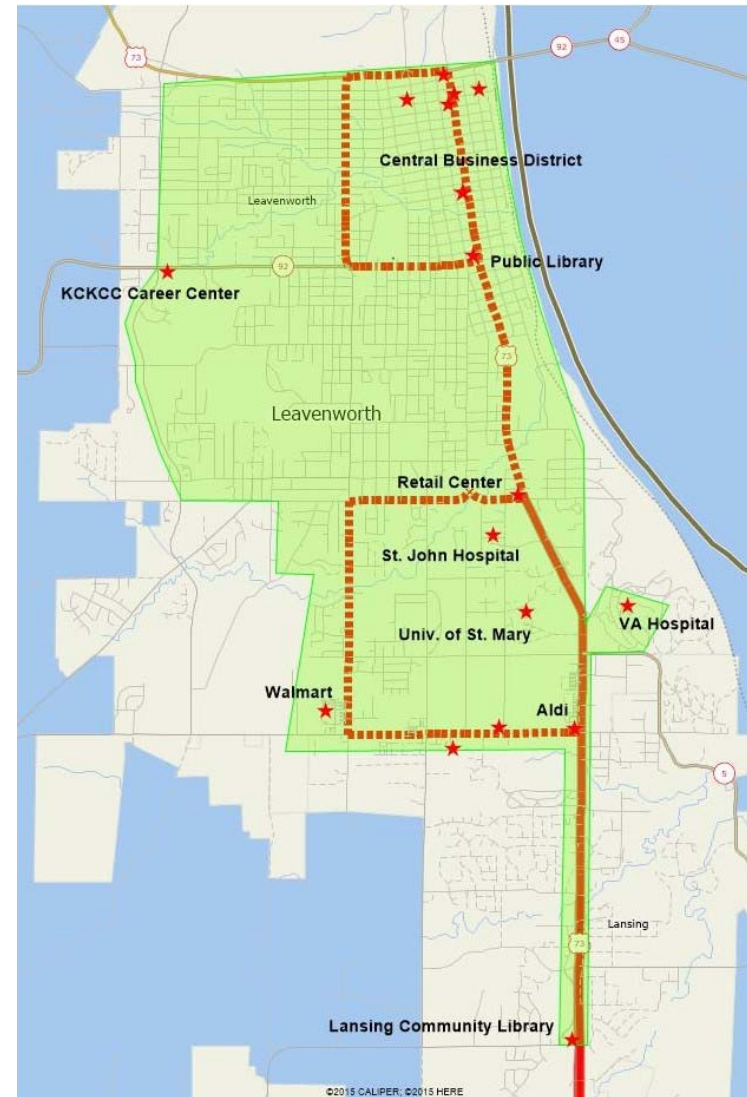 45
92
73
Central Business District
Leavenworth
Public Library
92
KCKCC Career Center
73
Leavenworth
Retail Center
St. John Hospital
VA Hospital
Univ. of St. Mary
Walmart
Aldi
5
Lansing
73
Lansing Community Library
©2015 CALIPER; ©2015 HERE